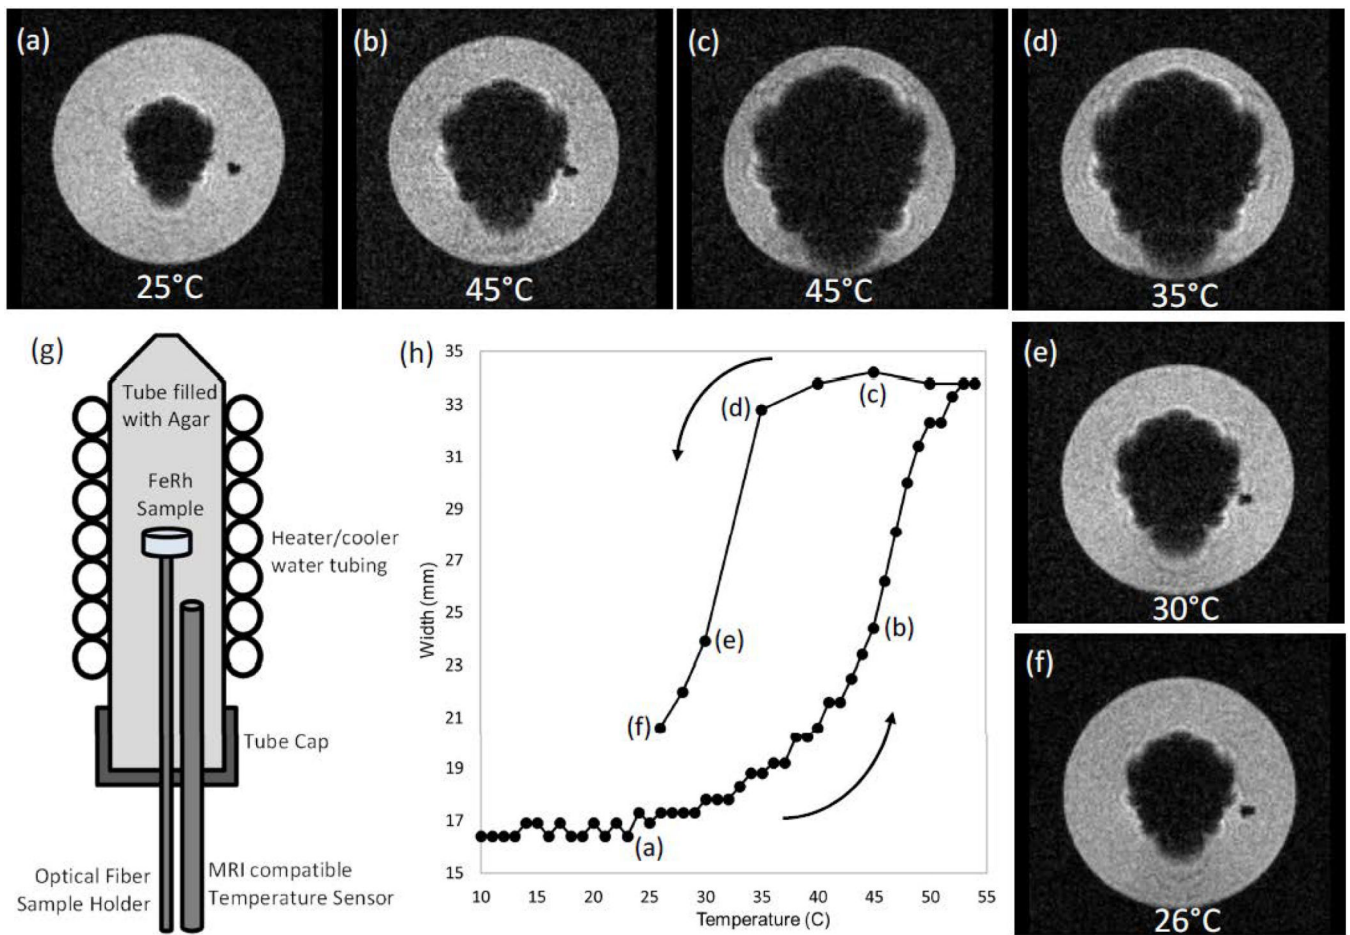 (a)
25°C
(b)
45°C
(c)
45°C
(d)
35°C
(g)
Tube filled
with Agar
FeRh
Sample
Heater/cooler
water tubing
Tube Cap
Optical Fiber
Sample Holder
MRI compatible
Temperature Sensor
(h)
35
33
31
29
27
25
23
21
19
17
15
Width (mm)
(d)
(c)
(e)
(b)
(f)
(a)
10
15
20
25
30
35
40
45
50
55
Temperature (C)
(e)
30°C
(f)
26°C